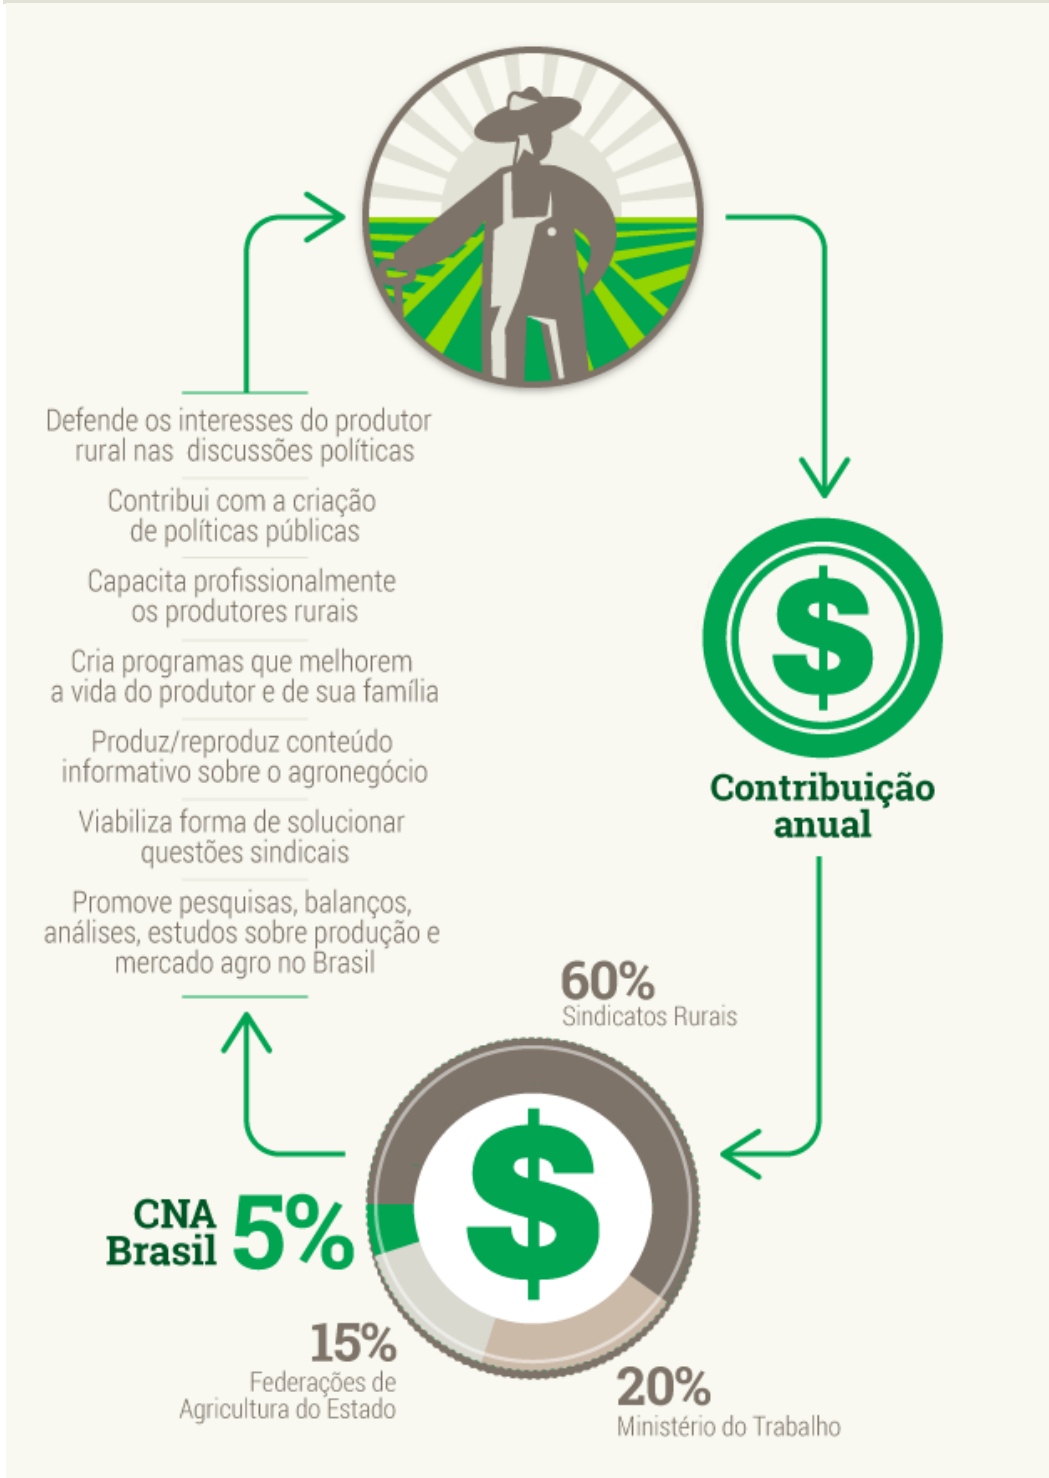 Defende os interesses do produtor
rural nas discussões políticas
Contribui com a criação
de políticas públicas
Capacita profissionalmente
os produtores rurais
Cria programas que melhorem
a vida do produtor e de sua família
Produz/reproduz conteúdo
informativo sobre o agronegócio
Viabiliza forma de solucionar
questões sindicais
Promove pesquisas, balanços,
análises, estudos sobre produção e
mercado agro no Brasil
$
Contribuição
anual
60%
Sindicatos Rurais
$
CNA
Brasil
5%
15%
Federações de
Agricultura do Estado
20%
Ministério do Trabalho